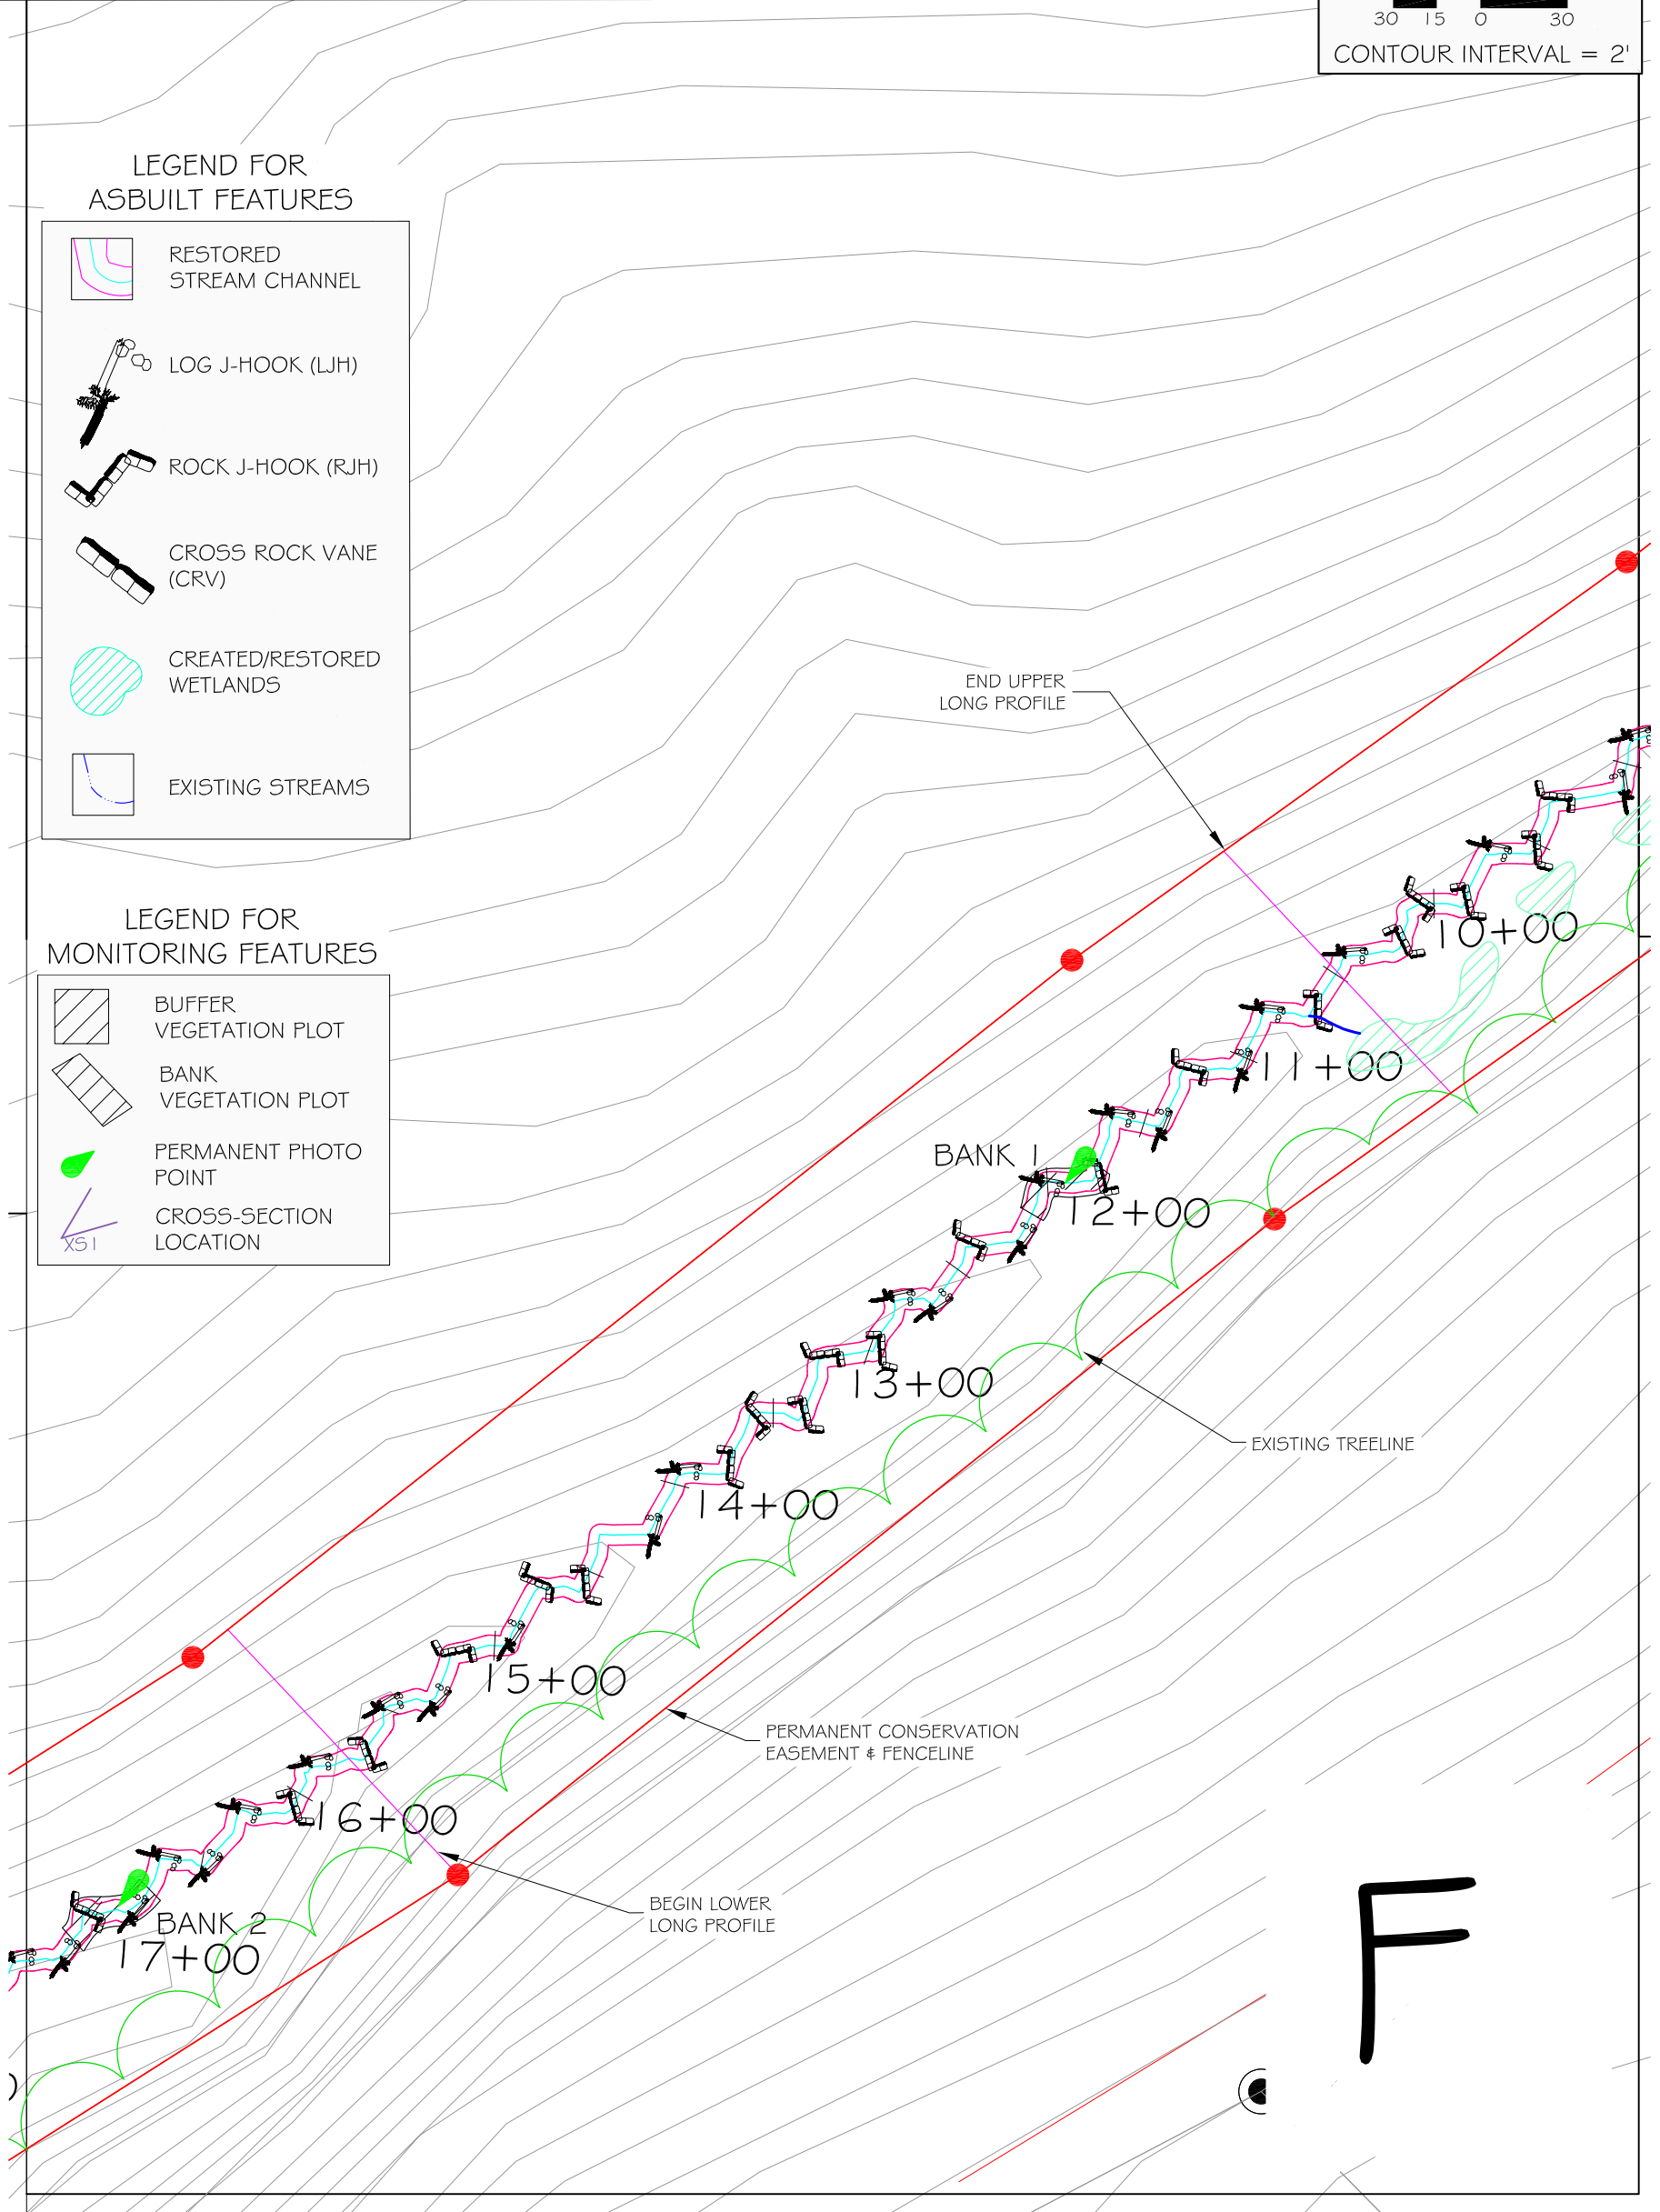 30 15 0 30
CONTOUR INTERVAL = 2'
LEGEND FOR
ASBUILT FEATURES
RESTORED
STREAM CHANNEL
LOG J-HOOK (LJH)
ROCK J-HOOK (RJH)
CROSS ROCK VANE
(CRV)
CREATED/RESTORED
WETLANDS
EXISTING STREAMS
LEGEND FOR
MONITORING FEATURES
BUFFER
VEGETATION PLOT
BANK
VEGETATION PLOT
PERMANENT PHOTO
POINT
XS1
CROSS-SECTION
LOCATION
END UPPER
LONG PROFILE
10+00
11+00
BANK 1
12+00
13+00
EXISTING TREELINE
14+00
15+00
PERMANENT CONSERVATION
EASEMENT & FENCELINE
16+00
BEGIN LOWER
LONG PROFILE
BANK 2
17+00
F